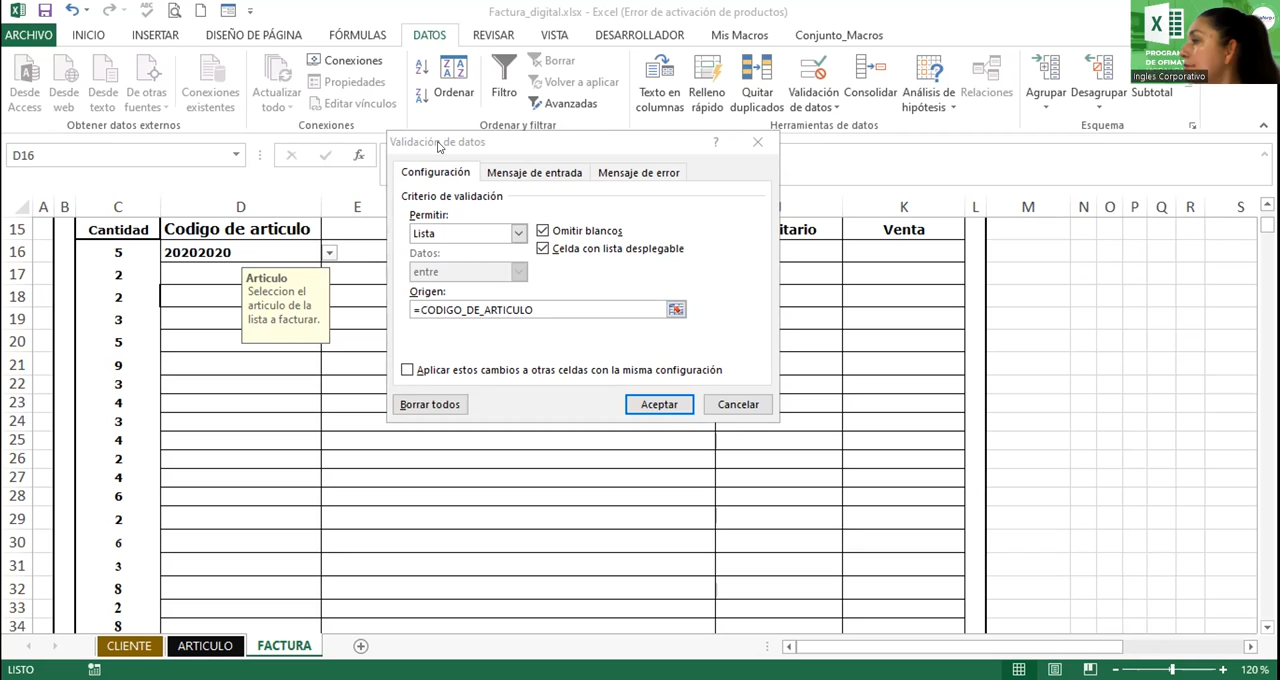 Factura_digital.xlsx - Excel (Error de activación de productos)
ARCHIVO INICIO INSERTAR DISEÑO DE PÁGINA FÓRMULAS DATOS REVISAR VISTA DESARROLLADOR Mis Macros Conjunto_Macros
PROGRAM
DE OFIMAT
Ingles Corporativo
Desde Access
Desde web
Desde texto
De otras fuentes
Conexiones existentes
Actualizar todo
Conexiones
Propiedades
Editar vínculos
Ordenar
Filtro
Borrar
Volver a aplicar
Avanzadas
Texto en columnas
Relleno rápido
Quitar duplicados
Validación de datos
Consolidar
Análisis de hipótesis
Relaciones
Agrupar
Desagrupar
Subtotal
Obtener datos externos Conexiones Ordenar y filtrar Herramientas de datos Esquema
D16
fx
Validación de datos ?
Configuración Mensaje de entrada Mensaje de error
Criterio de validación
Permitir:
Lista
Omitir blancos
Celda con lista desplegable
Datos:
entre
Origen:
=CODIGO_DE_ARTICULO
Aplicar estos cambios a otras celdas con la misma configuración
Borrar todos Aceptar Cancelar
A B C D E K L M N O P Q R S
15 Cantidad Codigo de articulo itario Venta
16 5 20202020
Articulo
Seleccion el
articulo de la
lista a facturar.
17 2
18 2
19 3
20 5
21 9
22 3
23 4
24 3
25 4
26 2
27 4
28 6
29 2
30 6
31 3
32 8
33 2
34 8
CLIENTE ARTICULO FACTURA
LISTO 120 %